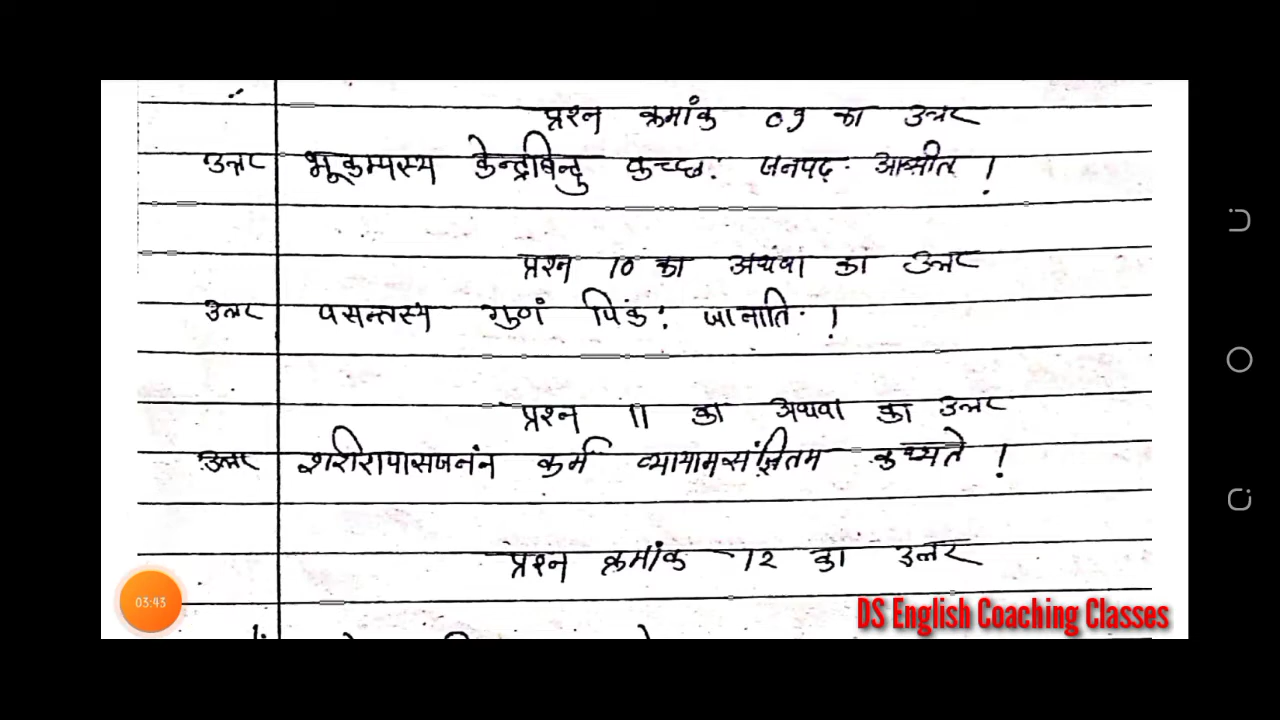 प्रश्न क्रमांक 09 का उत्तर
उत्तर भूकम्पस्य केन्द्रबिन्दु कच्छः जनपदः आसीत !
प्रश्न 10 का अथवा का उत्तर
उत्तर वसन्तस्य गुणं पिकः जानाति !
प्रश्न 11 का अथवा का उत्तर
उत्तर कर्म व्यायामसंज्ञितम कथ्यते !
प्रश्न क्रमांक 12 का उत्तर
03:43
DS English Coaching Classes